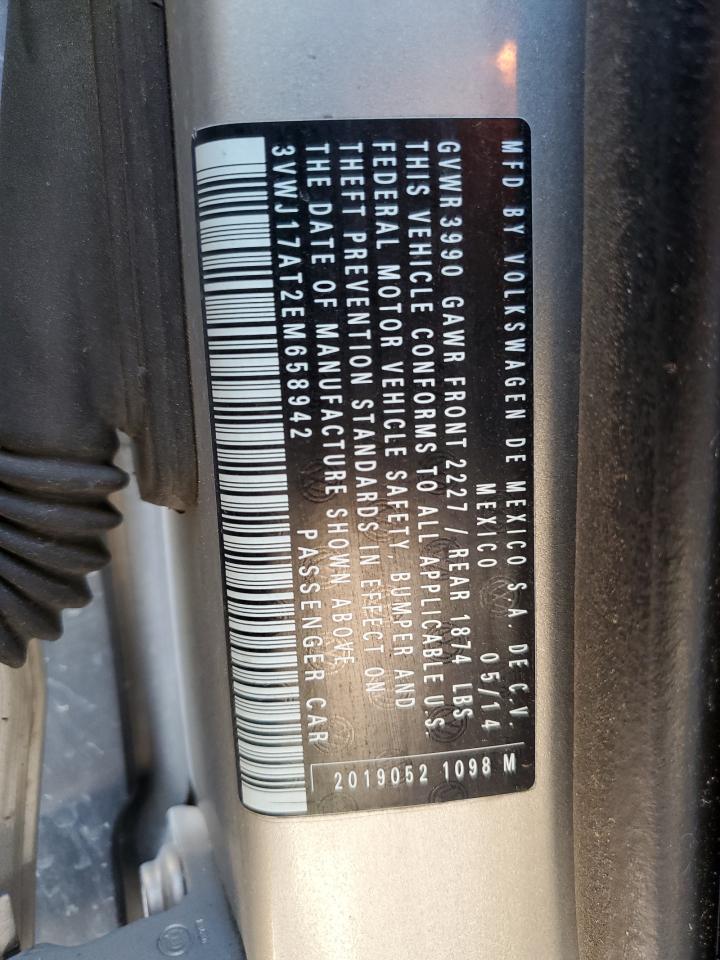 MFD BY VOLKSWAGEN DE MEXICO S.A. DE C.V.
MEXICO 05/14
GVWR3990 GAWR FRONT 2227 / REAR 1874 LBS
THIS VEHICLE CONFORMS TO ALL APPLICABLE U.S.
FEDERAL MOTOR VEHICLE SAFETY, BUMPER AND
THEFT PREVENTION STANDARDS IN EFFECT ON
THE DATE OF MANUFACTURE SHOWN ABOVE.
3VWJ17AT2EM658942 PASSENGER CAR
2019052 1098 M